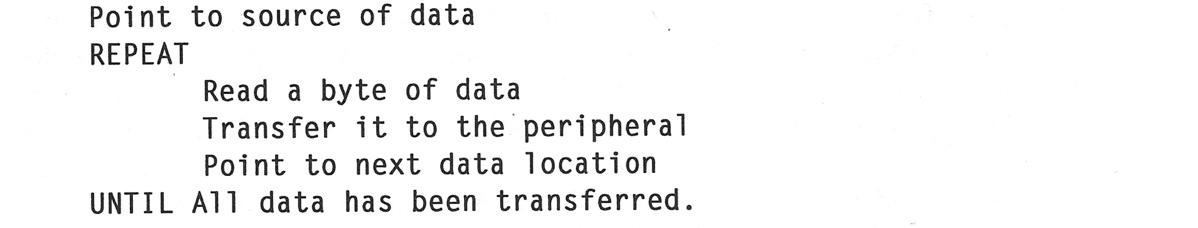 Point to source of data
REPEAT
Read a byte of data
Transfer it to the peripheral
Point to next data location
UNTIL All data has been transferred.